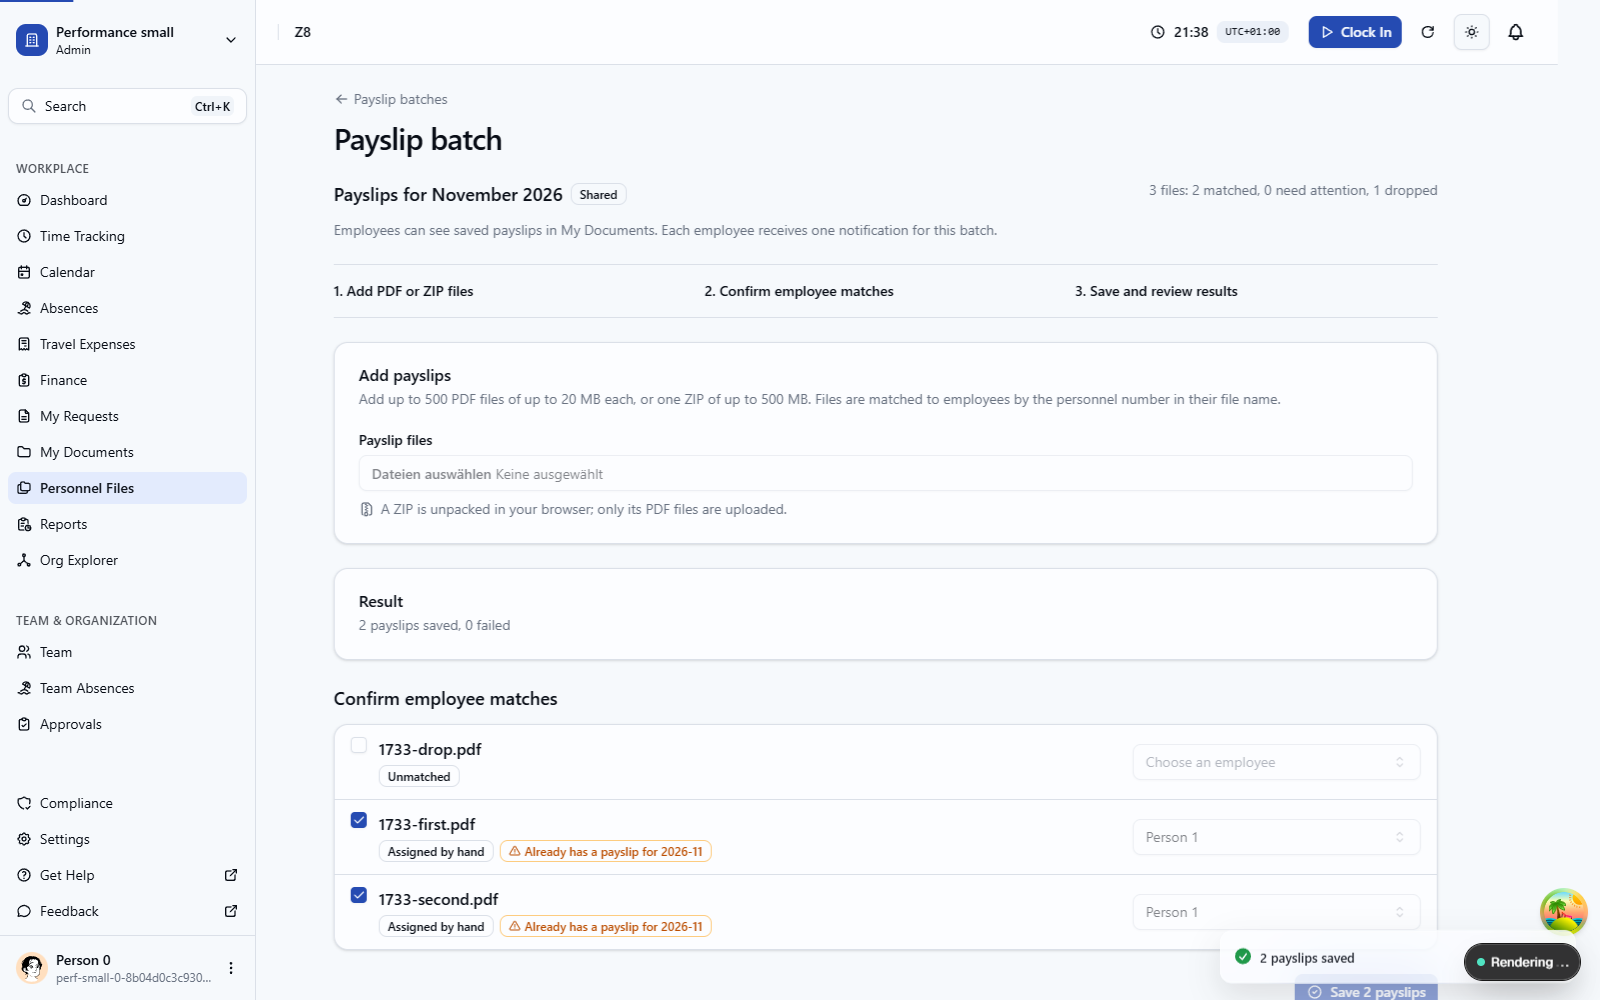 Performance small
Admin
Search
Ctrl+K
WORKPLACE
Dashboard
Time Tracking
Calendar
Absences
Travel Expenses
Finance
My Requests
My Documents
Personnel Files
Reports
Org Explorer
TEAM & ORGANIZATION
Team
Team Absences
Approvals
Compliance
Settings
Get Help
Feedback
Person 0
perf-small-0-8b04d0c3c930...
Z8
21:38 UTC+01:00
Clock In
Payslip batches
Payslip batch
Payslips for November 2026 Shared
3 files: 2 matched, 0 need attention, 1 dropped
Employees can see saved payslips in My Documents. Each employee receives one notification for this batch.
1. Add PDF or ZIP files
2. Confirm employee matches
3. Save and review results
Add payslips
Add up to 500 PDF files of up to 20 MB each, or one ZIP of up to 500 MB. Files are matched to employees by the personnel number in their file name.
Payslip files
Dateien auswählen Keine ausgewählt
A ZIP is unpacked in your browser; only its PDF files are uploaded.
Result
2 payslips saved, 0 failed
Confirm employee matches
1733-drop.pdf
Unmatched
Choose an employee
1733-first.pdf
Assigned by hand Already has a payslip for 2026-11
Person 1
1733-second.pdf
Assigned by hand Already has a payslip for 2026-11
Person 1
2 payslips saved
Rendering ...
Save 2 payslips